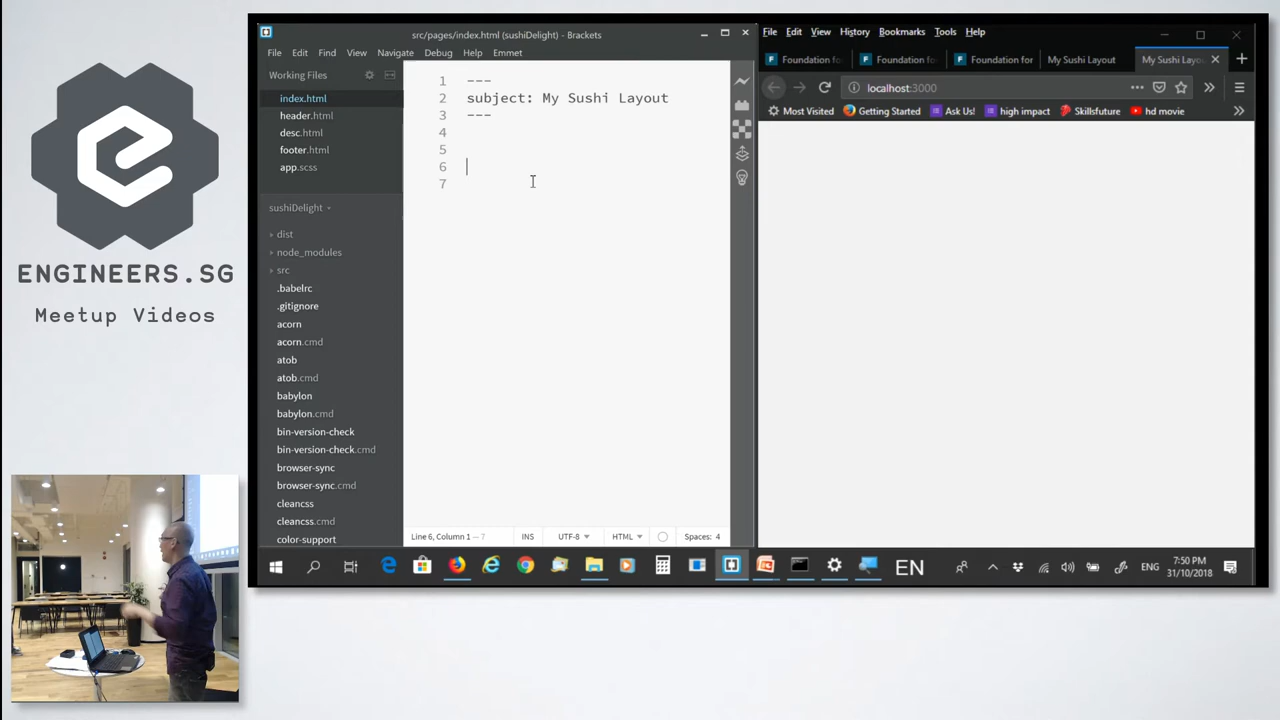 ENGINEERS.SG
Meetup Videos
src/pages/index.html (sushiDelight) - Brackets
File Edit Find View Navigate Debug Help Emmet
Working Files
index.html
header.html
desc.html
footer.html
app.scss
sushiDelight
dist
node_modules
src
.babelrc
.gitignore
acorn
acorn.cmd
atob
atob.cmd
babylon
babylon.cmd
bin-version-check
bin-version-check.cmd
browser-sync
browser-sync.cmd
cleancss
cleancss.cmd
color-support
1 ---
2 subject: My Sushi Layout
3 ---
4
5
6
7
Line 6, Column 1 — 7
INS
UTF-8
HTML
Spaces: 4
File Edit View History Bookmarks Tools Help
Foundation fo
Foundation for
Foundation for
My Sushi Layout
My Sushi Layou
localhost:3000
Most Visited
Getting Started
Ask Us!
high impact
Skillsfuture
hd movie
EN
ENG
7:50 PM
31/10/2018